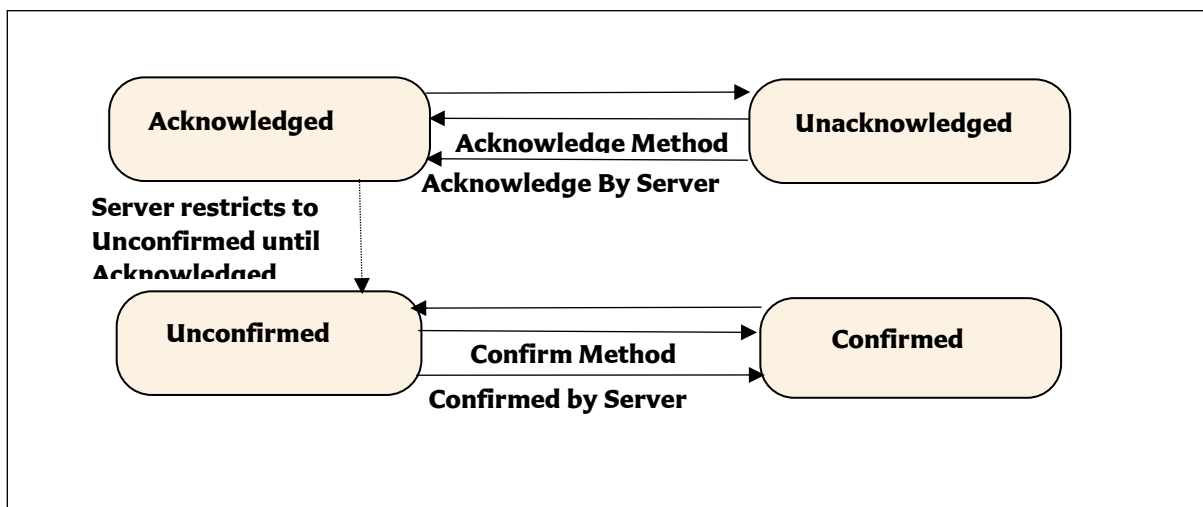 Acknowledged
Unacknowledged
Acknowledge Method
Acknowledge By Server
Server restricts to
Unconfirmed until
Acknowledged
Unconfirmed
Confirmed
Confirm Method
Confirmed by Server